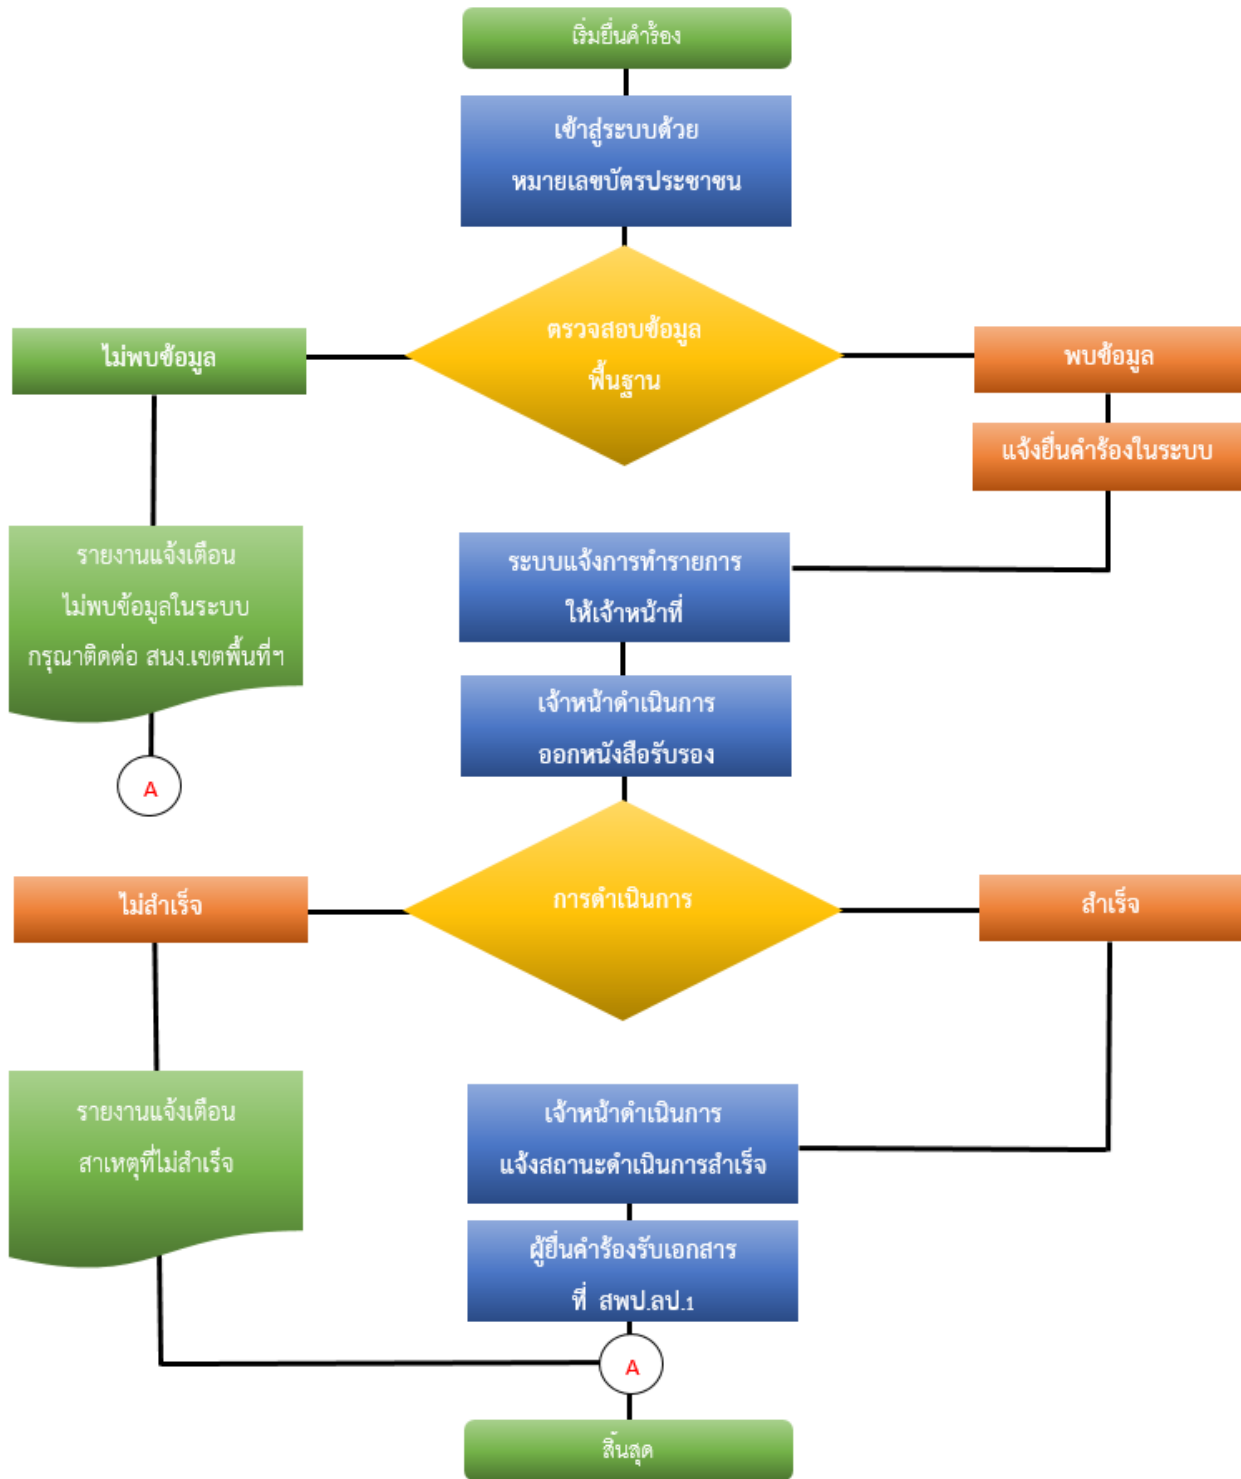 เริ่มยื่นคำร้อง
เข้าสู่ระบบด้วย
หมายเลขบัตรประชาชน
ตรวจสอบข้อมูล
พื้นฐาน
ไม่พบข้อมูล
พบข้อมูล
แจ้งยื่นคำร้องในระบบ
รายงานแจ้งเตือน
ไม่พบข้อมูลในระบบ
กรุณาติดต่อ สนง.เขตพื้นที่ฯ
A
ระบบแจ้งการทำรายการ
ให้เจ้าหน้าที่
เจ้าหน้าดำเนินการ
ออกหนังสือรับรอง
การดำเนินการ
ไม่สำเร็จ
สำเร็จ
รายงานแจ้งเตือน
สาเหตุที่ไม่สำเร็จ
เจ้าหน้าดำเนินการ
แจ้งสถานะดำเนินการสำเร็จ
ผู้ยื่นคำร้องรับเอกสาร
ที่ สพป.ลป.1
A
สิ้นสุด